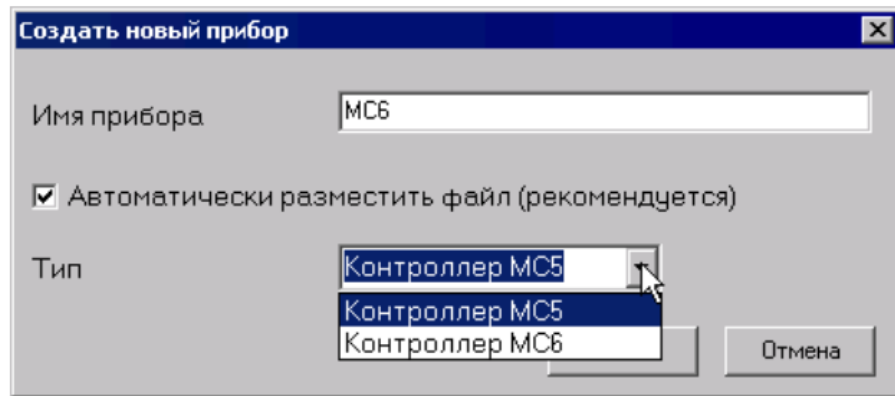 Создать новый прибор
Имя прибора МС6
Автоматически разместить файл (рекомендуется)
Тип Контроллер МС5
Контроллер МС5
Контроллер МС6
Отмена